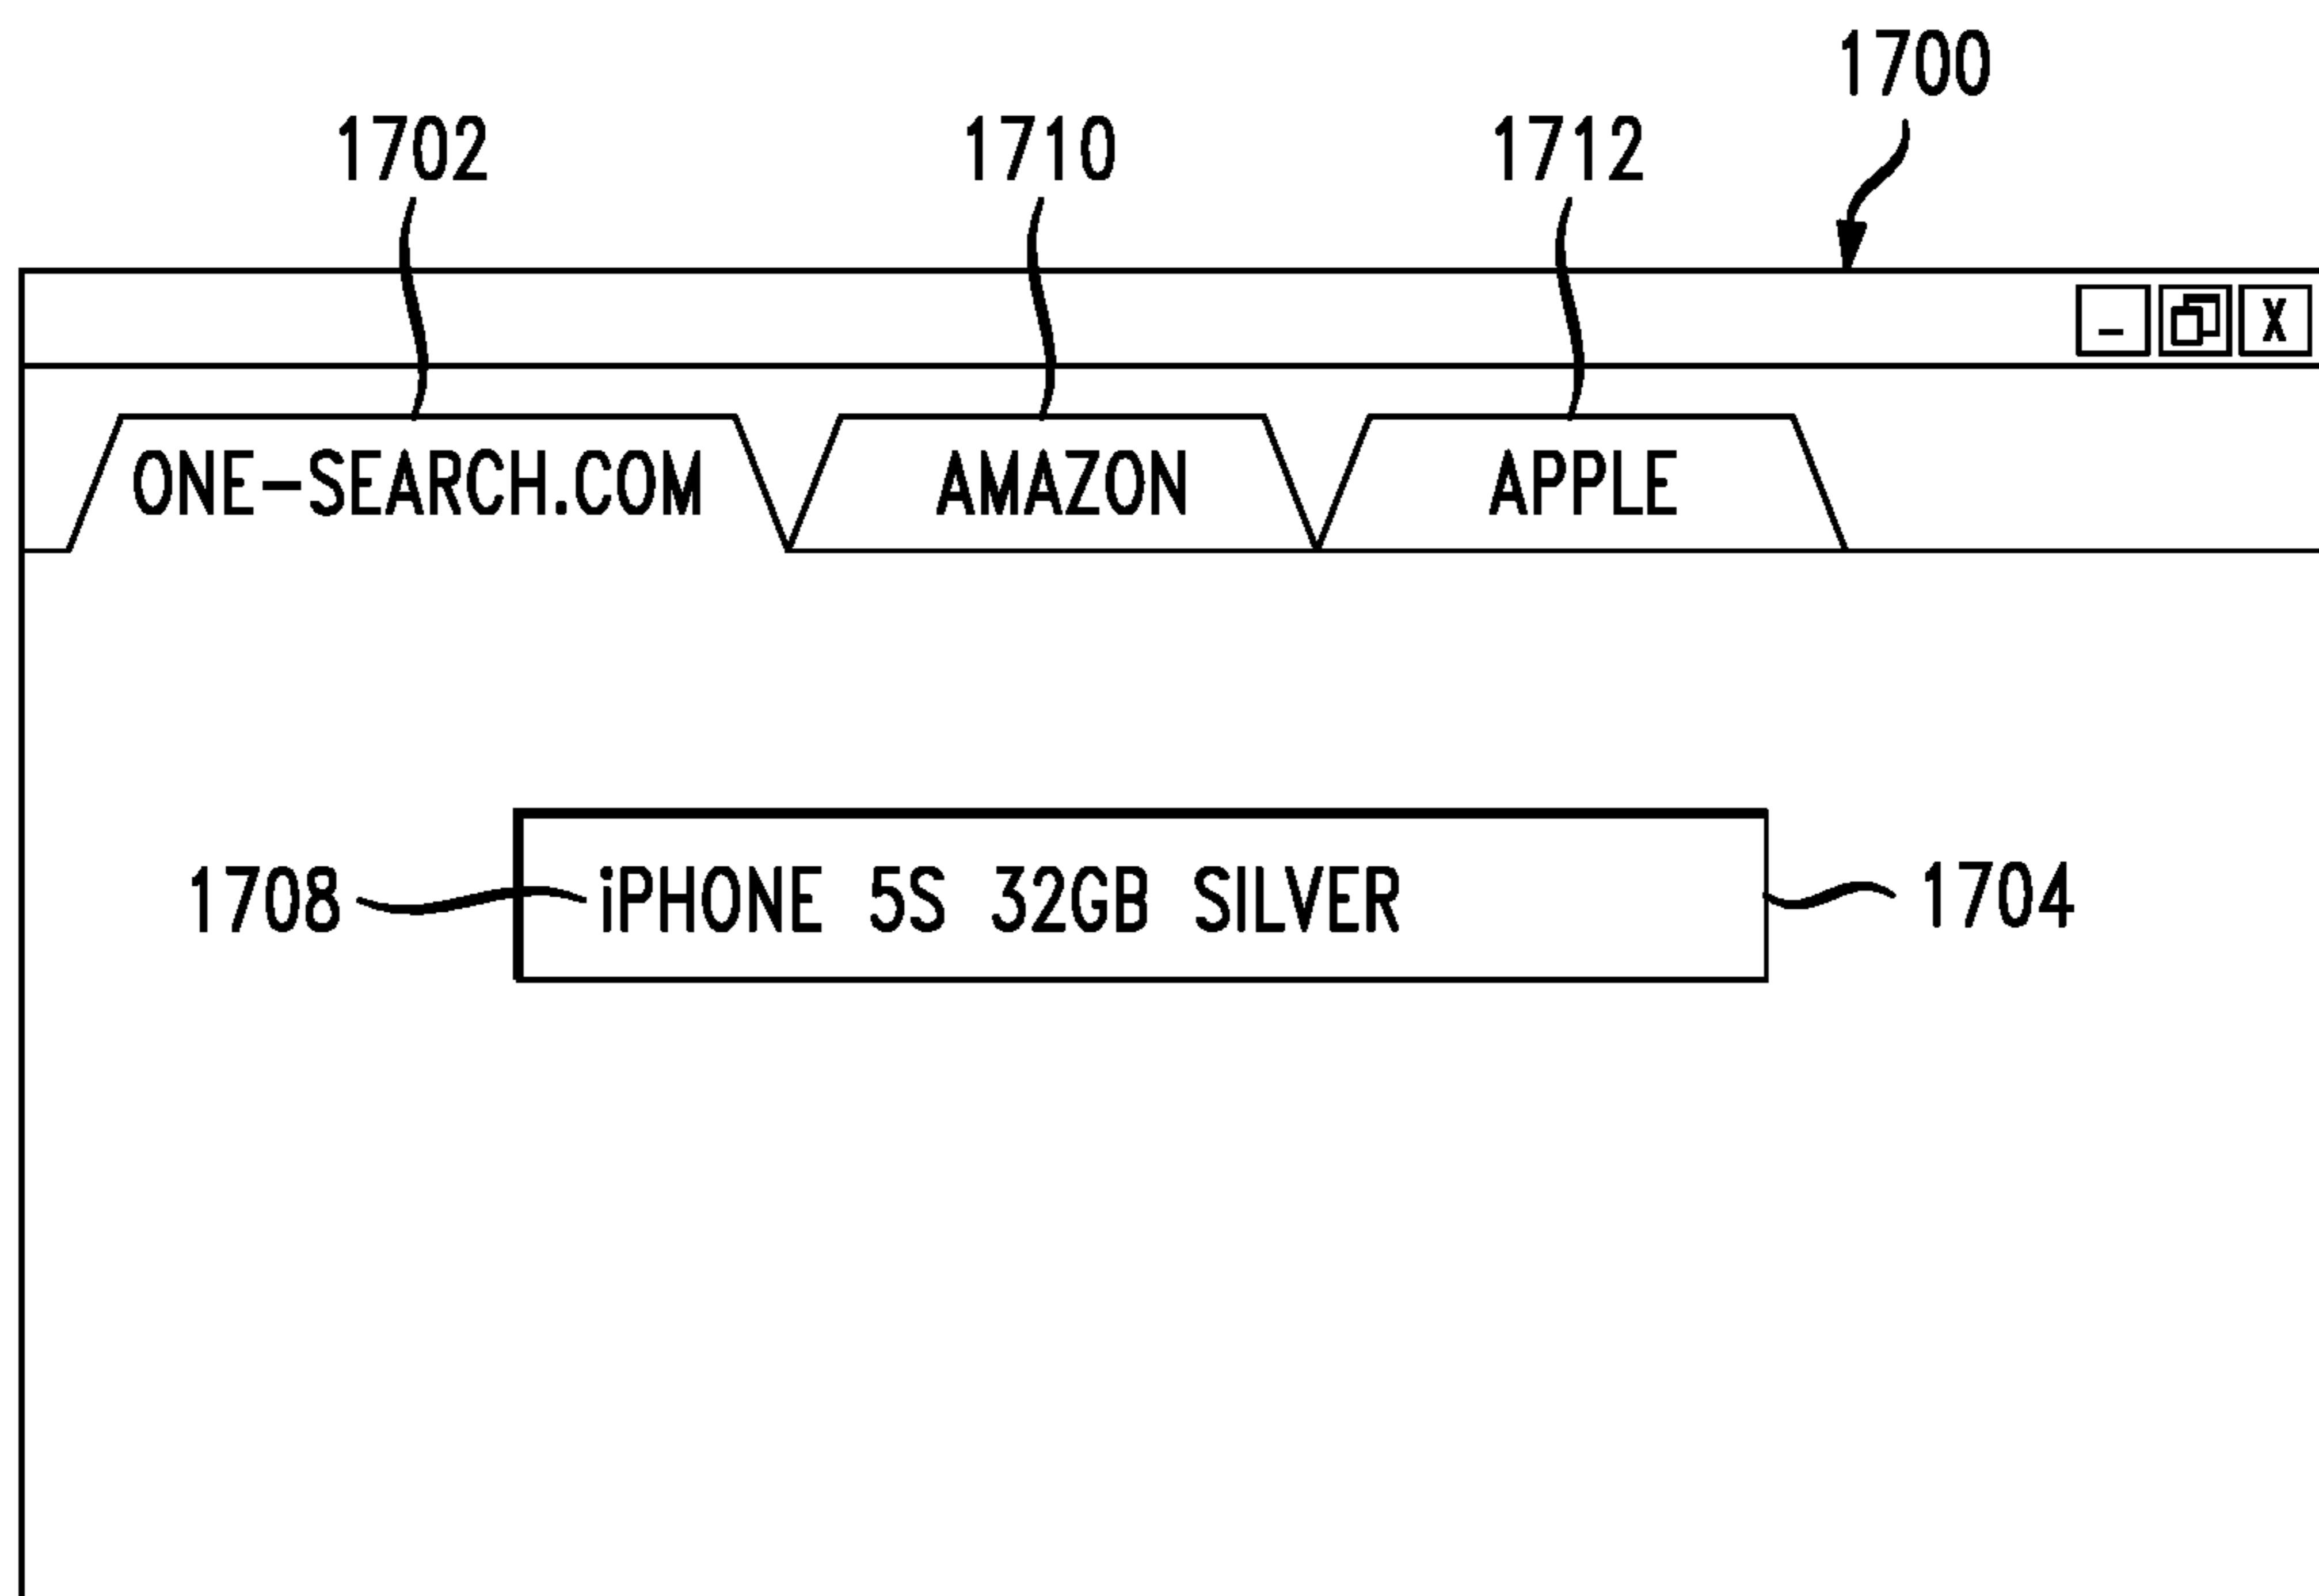 1700
1702 1710 1712
- X
ONE-SEARCH.COM AMAZON APPLE
1708 iPHONE 5S 32GB SILVER 1704